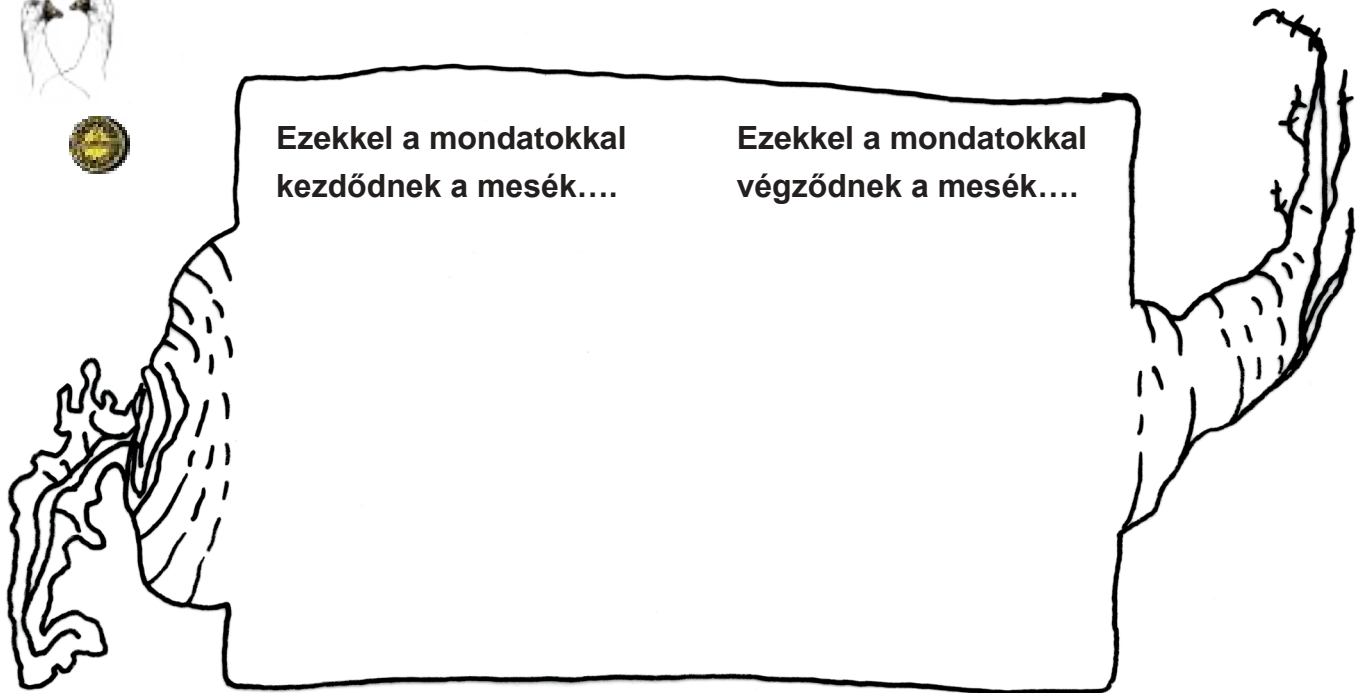 Ezekkel a mondatokkal
kezdődnek a mesék….
Ezekkel a mondatokkal
végződnek a mesék….